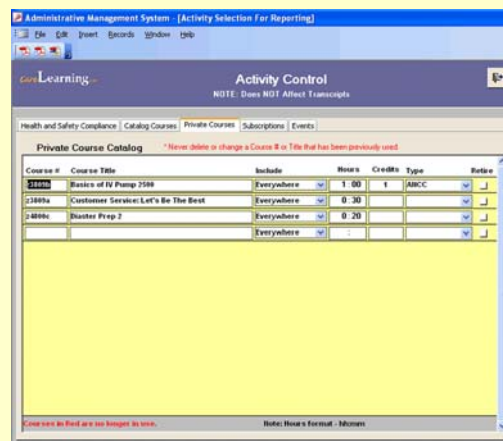 Administrative Management System - [Activity Selection For Reporting]
File Edit Insert Records Window Help
CareLearning
Activity Control
NOTE: Does NOT Affect Transcripts
Health and Safety Compliance Catalog Courses Private Courses Subscriptions Events
Private Course Catalog * Never delete or change a Course # or Title that has been previously used.
Course # Course Title Include Hours Credits Type Retire
z3809b Basics of IV Pump 2500 Everywhere 1:00 1 ANCC
z3809a Customer Service: Let's Be The Best Everywhere 0:30
z4800c Diaster Prep 2 Everywhere 0:20
Everywhere :
Courses in Red are no longer in use. Note: Hours format - hh:mm